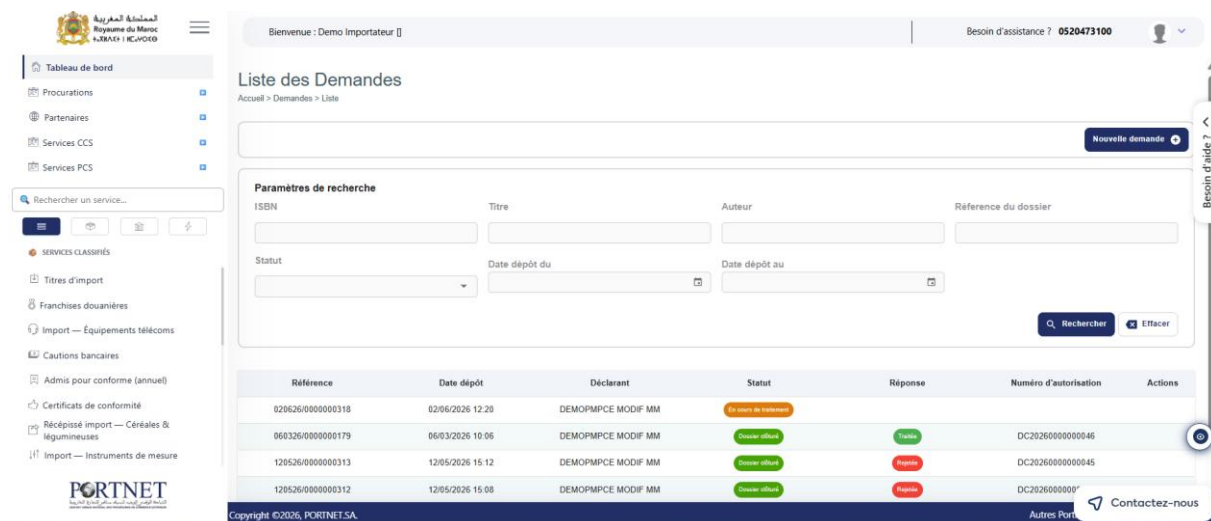 المملكة المغربية
Royaume du Maroc
ⵜⴰⴳⵍⴷⵉⵜ ⵏ ⵍⵎⵖⵔⵉⴱ
Bienvenue : Demo Importateur []
Besoin d'assistance ? 0520473100
Tableau de bord
Procurations
Partenaires
Services CCS
Services PCS
Rechercher un service...
SERVICES CLASSIFIÉS
Titres d'import
Franchises douanières
Import — Équipements télécoms
Cautions bancaires
Admis pour conforme (annuel)
Certificats de conformité
Récépissé import — Céréales &
légumineuses
Import — Instruments de mesure
PORTNET
Liste des Demandes
Accueil > Demandes > Liste
Nouvelle demande
Besoin d'aide ?
Paramètres de recherche
ISBN Titre Auteur Réference du dossier
Statut Date dépôt du Date dépôt au
Rechercher Effacer
Référence Date dépôt Déclarant Statut Réponse Numéro d'autorisation Actions
020626/0000000318 02/06/2026 12:20 DEMOPMPCE MODIF MM En cours de traitement
060326/0000000179 06/03/2026 10:06 DEMOPMPCE MODIF MM Dossier clôturé Traitée DC20260000000046
120526/0000000313 12/05/2026 15:12 DEMOPMPCE MODIF MM Dossier clôturé Rejetée DC20260000000045
120526/0000000312 12/05/2026 15:08 DEMOPMPCE MODIF MM Dossier clôturé Rejetée
Contactez-nous
Copyright ©2026, PORTNET.SA. Autres